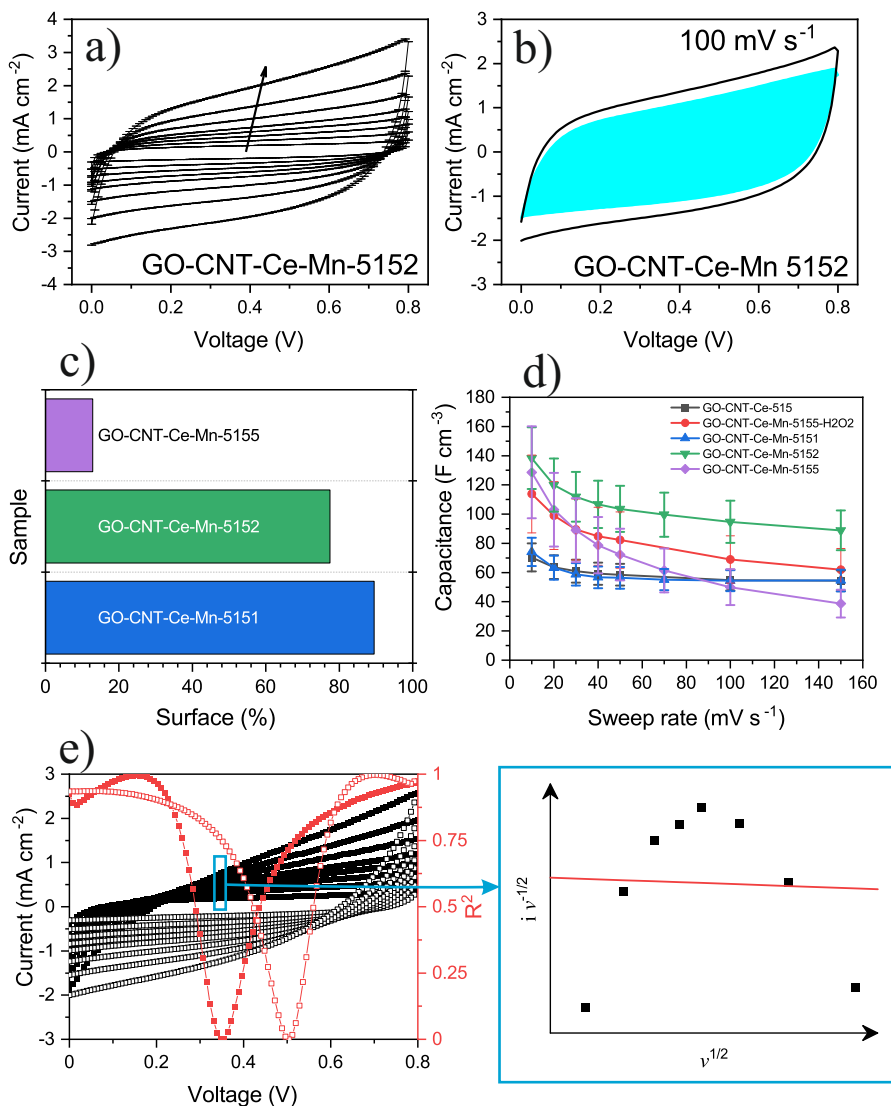 a)
4
3
2
1
0
-1
-2
-3
-4
Current (mA cm⁻²)
0.0 0.2 0.4 0.6 0.8
Voltage (V)
GO-CNT-Ce-Mn-5152
b)
100 mV s⁻¹
3
2
1
0
-1
-2
-3
Current (mA cm⁻²)
0.0 0.2 0.4 0.6 0.8
Voltage (V)
GO-CNT-Ce-Mn 5152
c)
Sample
GO-CNT-Ce-Mn-5155
GO-CNT-Ce-Mn-5152
GO-CNT-Ce-Mn-5151
0 20 40 60 80 100
Surface (%)
d)
180
160
140
120
100
80
60
40
20
0
Capacitance (F cm⁻³)
GO-CNT-Ce-515
GO-CNT-Ce-Mn-5155-H2O2
GO-CNT-Ce-Mn-5151
GO-CNT-Ce-Mn-5152
GO-CNT-Ce-Mn-5155
0 20 40 60 80 100 120 140 160
Sweep rate (mV s⁻¹)
e)
3
2
1
0
-1
-2
-3
Current (mA cm⁻²)
0.0 0.2 0.4 0.6 0.8
Voltage (V)
1
0.75
0.5
0.25
0
R²
i v⁻¹/²
v¹/²